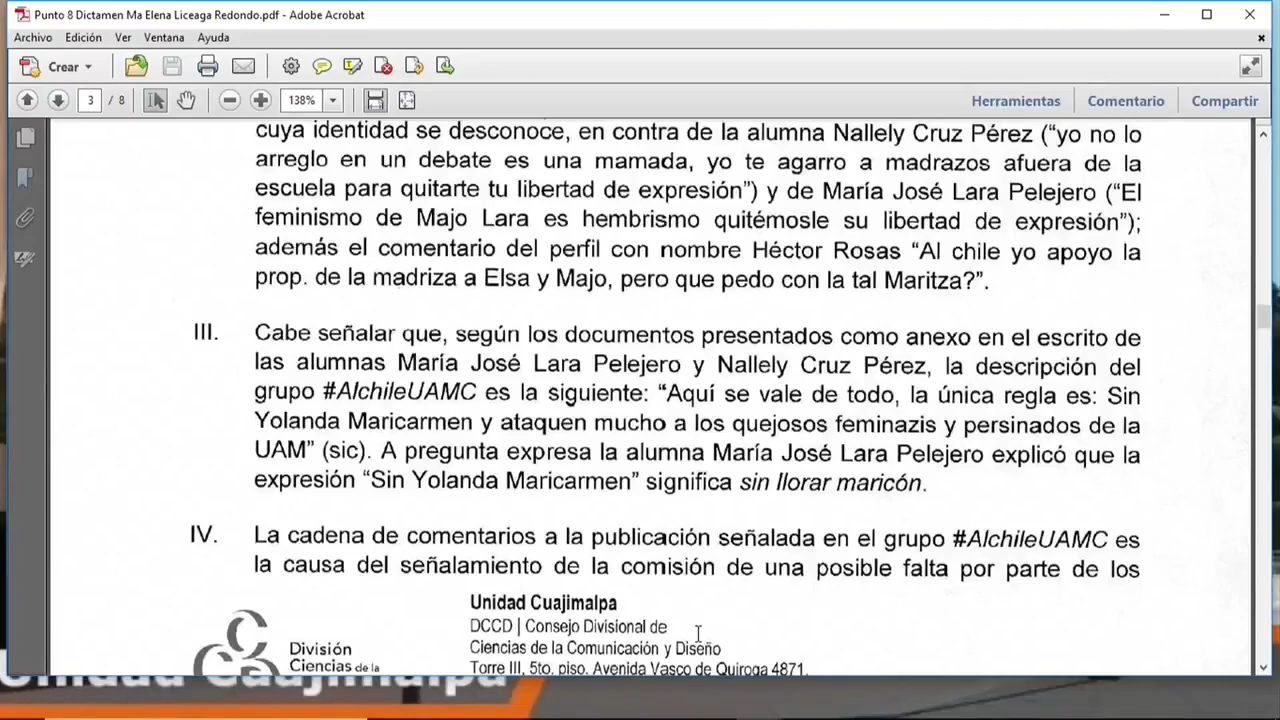 Punto 8 Dictamen Ma Elena Liceaga Redondo.pdf - Adobe Acrobat
Archivo Edición Ver Ventana Ayuda
Crear
3 / 8 138% Herramientas Comentario Compartir
cuya identidad se desconoce, en contra de la alumna Nallely Cruz Pérez (“yo no lo
arreglo en un debate es una mamada, yo te agarro a madrazos afuera de la
escuela para quitarte tu libertad de expresión”) y de María José Lara Pelejero (“El
feminismo de Majo Lara es hembrismo quitémosle su libertad de expresión”);
además el comentario del perfil con nombre Héctor Rosas “Al chile yo apoyo la
prop. de la madriza a Elsa y Majo, pero que pedo con la tal Maritza?”.
III. Cabe señalar que, según los documentos presentados como anexo en el escrito de
las alumnas María José Lara Pelejero y Nallely Cruz Pérez, la descripción del
grupo #AlchileUAMC es la siguiente: “Aquí se vale de todo, la única regla es: Sin
Yolanda Maricarmen y ataquen mucho a los quejosos feminazis y persinados de la
UAM” (sic). A pregunta expresa la alumna María José Lara Pelejero explicó que la
expresión “Sin Yolanda Maricarmen” significa sin llorar maricón.
IV. La cadena de comentarios a la publicación señalada en el grupo #AlchileUAMC es
la causa del señalamiento de la comisión de una posible falta por parte de los
División
Ciencias de la
Unidad Cuajimalpa
DCCD | Consejo Divisional de
Ciencias de la Comunicación y Diseño
Torre III, 5to. piso. Avenida Vasco de Quiroga 4871,
Unidad Cuajimalpa